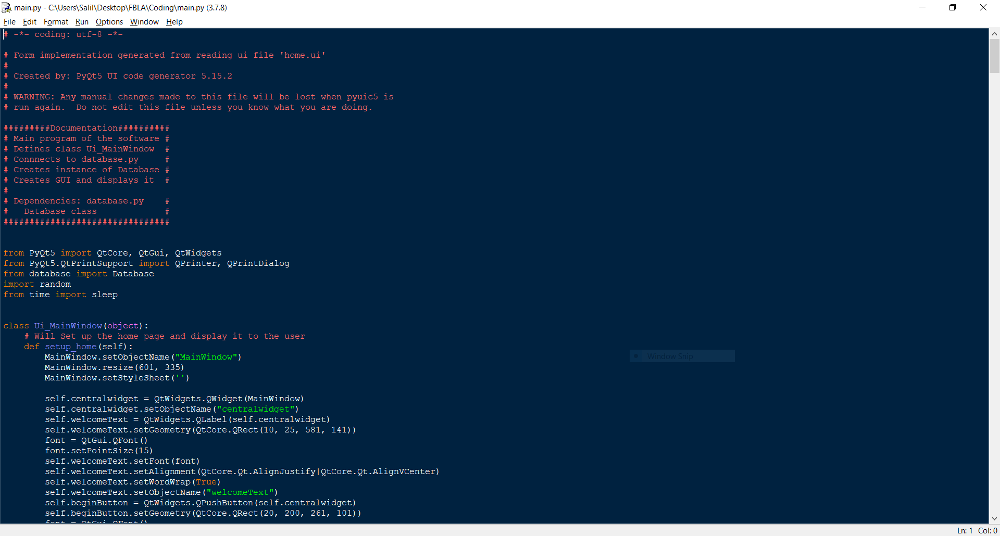 main.py - C:\Users\Salil\Desktop\FBLA\Coding\main.py (3.7.8)
File Edit Format Run Options Window Help
# -*- coding: utf-8 -*-

# Form implementation generated from reading ui file 'home.ui'
#
# Created by: PyQt5 UI code generator 5.15.2
#
# WARNING: Any manual changes made to this file will be lost when pyuic5 is
# run again.  Do not edit this file unless you know what you are doing.

#########Documentation##########
# Main program of the software #
# Defines class Ui_MainWindow  #
# Connnects to database.py     #
# Creates instance of Database #
# Creates GUI and displays it  #
#
# Dependencies: database.py    #
#   Database class             #
################################

from PyQt5 import QtCore, QtGui, QtWidgets
from PyQt5.QtPrintSupport import QPrinter, QPrintDialog
from database import Database
import random
from time import sleep

class Ui_MainWindow(object):
    # Will Set up the home page and display it to the user
    def setup_home(self):
        MainWindow.setObjectName("MainWindow")
        MainWindow.resize(601, 335)
        MainWindow.setStyleSheet('')

        self.centralwidget = QtWidgets.QWidget(MainWindow)
        self.centralwidget.setObjectName("centralwidget")
        self.welcomeText = QtWidgets.QLabel(self.centralwidget)
        self.welcomeText.setGeometry(QtCore.QRect(10, 25, 581, 141))
        font = QtGui.QFont()
        font.setPointSize(15)
        self.welcomeText.setFont(font)
        self.welcomeText.setAlignment(QtCore.Qt.AlignJustify|QtCore.Qt.AlignVCenter)
        self.welcomeText.setWordWrap(True)
        self.welcomeText.setObjectName("welcomeText")
        self.beginButton = QtWidgets.QPushButton(self.centralwidget)
        self.beginButton.setGeometry(QtCore.QRect(20, 200, 261, 101))
        font = QtGui.QFont()
Window Snip
Ln: 1 Col: 0